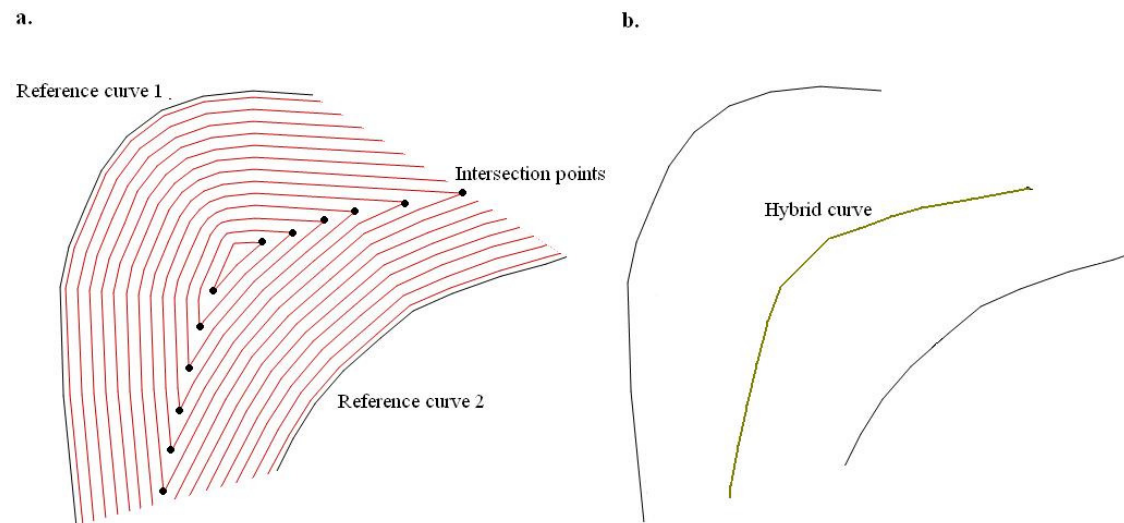 a.
b.
Reference curve 1
Intersection points
Hybrid curve
Reference curve 2